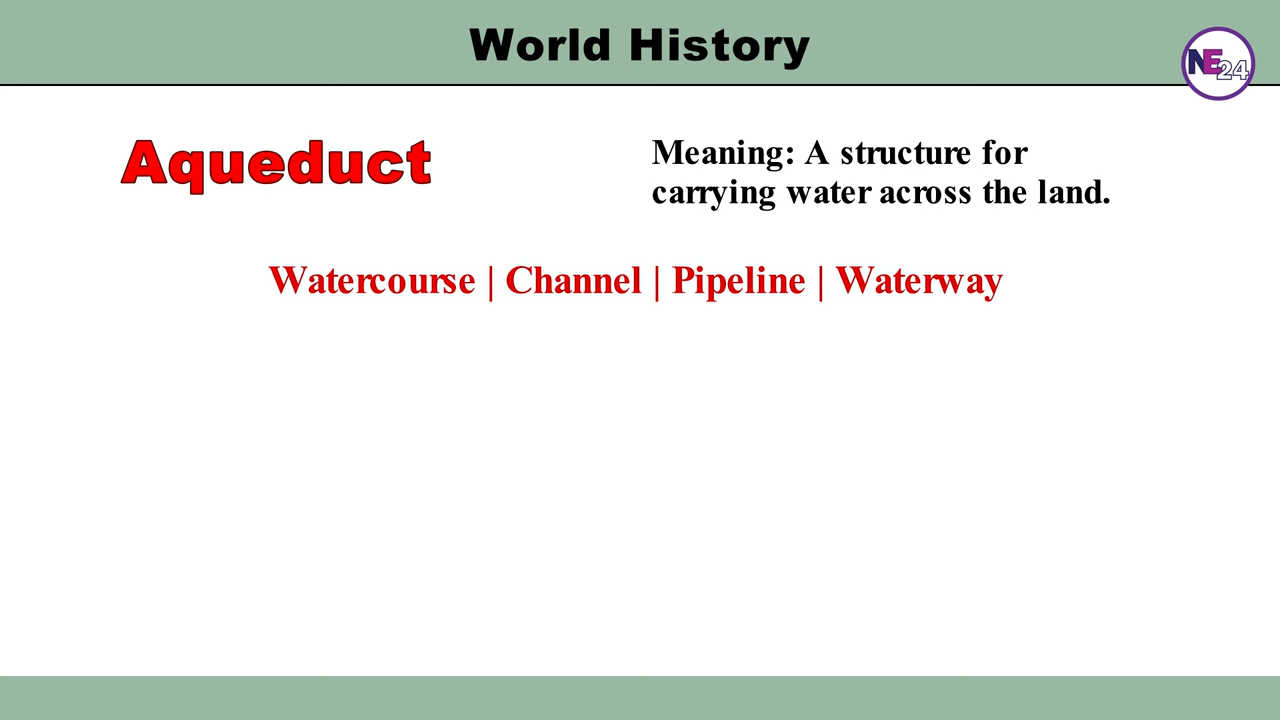 World History
NE24
Aqueduct
Meaning: A structure for
carrying water across the land.
Watercourse | Channel | Pipeline | Waterway